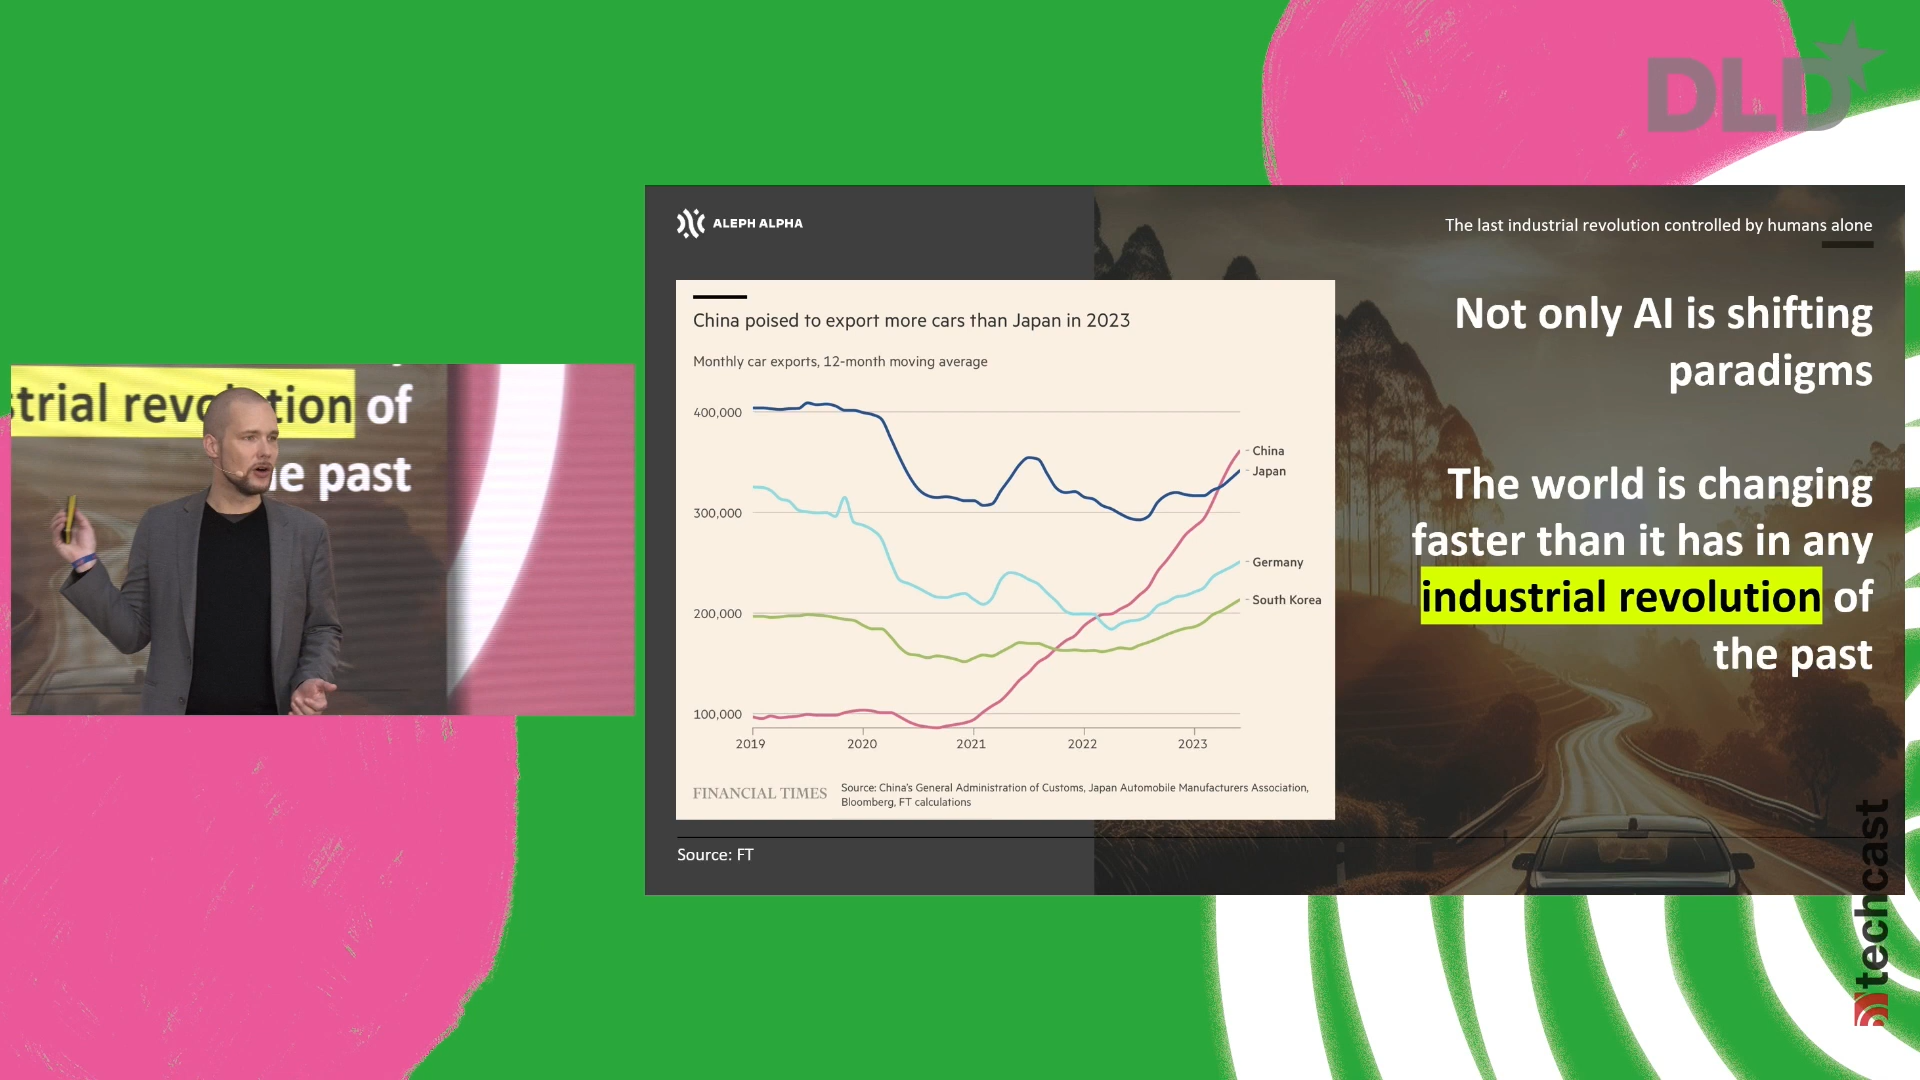 DLD
ALEPH ALPHA
The last industrial revolution controlled by humans alone
China poised to export more cars than Japan in 2023
Monthly car exports, 12-month moving average
400,000
300,000
200,000
100,000
2019 2020 2021 2022 2023
China
Japan
Germany
South Korea
FINANCIAL TIMES
Source: China's General Administration of Customs, Japan Automobile Manufacturers Association,
Bloomberg, FT calculations
Source: FT
Not only AI is shifting
paradigms
The world is changing
faster than it has in any
industrial revolution of
the past
of
past
techcast